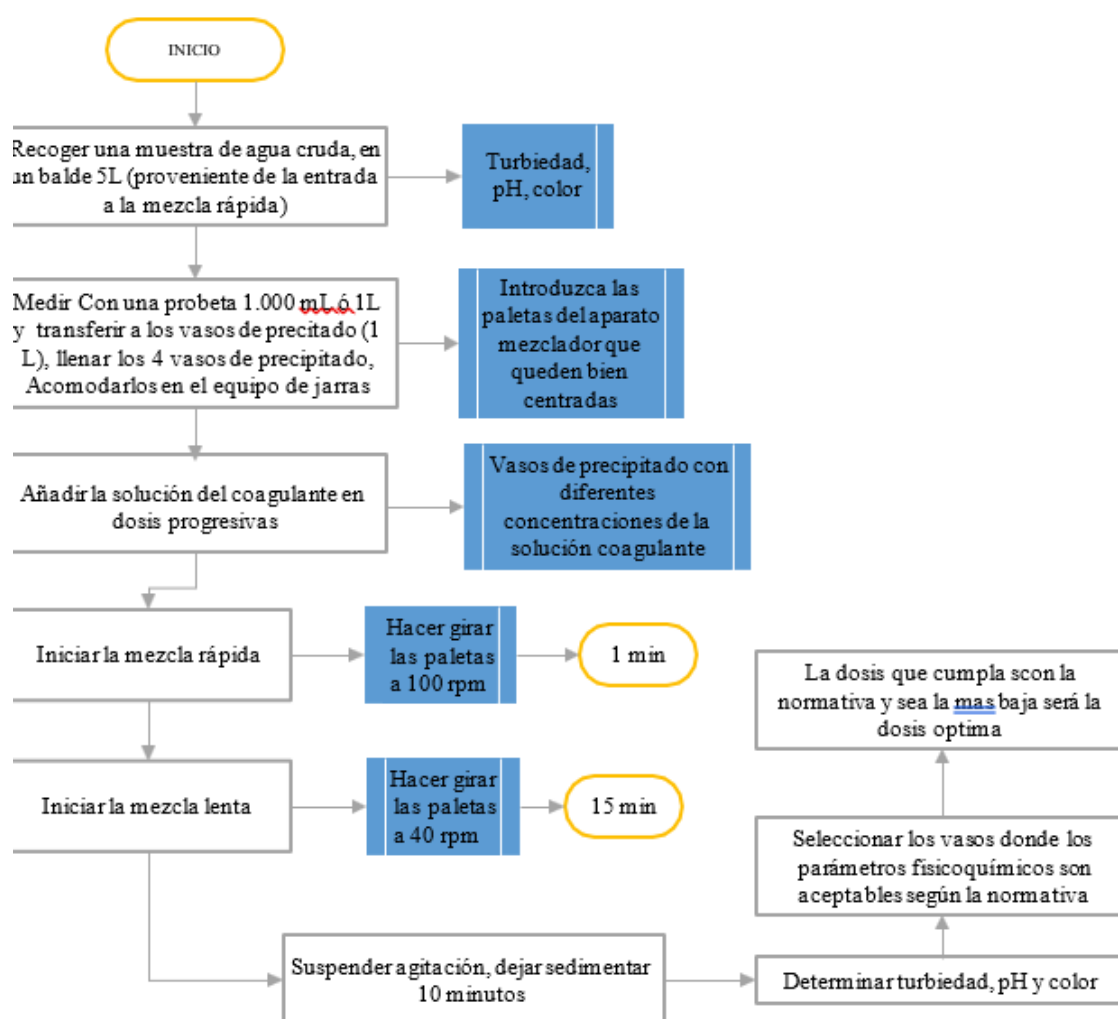 INICIO
Recoger una muestra de agua cruda, en
un balde 5L (proveniente de la entrada
a la mezcla rápida)
Turbiedad,
pH, color
Medir Con una probeta 1.000 mL ó 1L
y transferir a los vasos de precitado (1
L), llenar los 4 vasos de precipitado,
Acomodarlos en el equipo de jarras
Introduzca las
paletas del aparato
mezclador que
queden bien
centradas
Añadir la solución del coagulante en
dosis progresivas
Vasos de precipitado con
diferentes
concentraciones de la
solución coagulante
Iniciar la mezcla rápida
Hacer girar
las paletas
a 100 rpm
1 min
Iniciar la mezcla lenta
Hacer girar
las paletas
a 40 rpm
15 min
Suspender agitación, dejar sedimentar
10 minutos
Determinar turbiedad, pH y color
Seleccionar los vasos donde los
parámetros fisicoquímicos son
aceptables según la normativa
La dosis que cumpla scon la
normativa y sea la mas baja será la
dosis optima